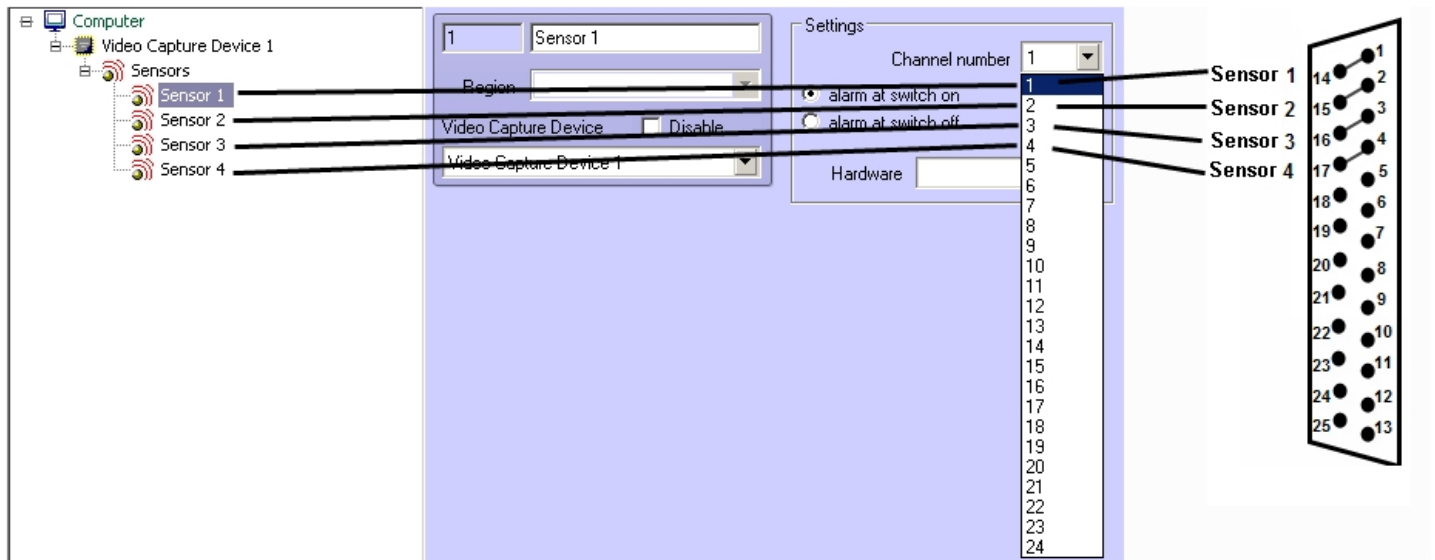 Computer
Video Capture Device 1
Sensors
Sensor 1
Sensor 2
Sensor 3
Sensor 4
1
Sensor 1
Region
Video Capture Device
Disable
Video Capture Device 1
Settings
Channel number
1
alarm at switch on
alarm at switch off
Hardware
1
2
3
4
5
6
7
8
9
10
11
12
13
14
15
16
17
18
19
20
21
22
23
24
Sensor 1
Sensor 2
Sensor 3
Sensor 4
1
14
2
15
3
16
4
17
5
18
6
19
7
20
8
21
9
22
10
23
11
24
12
25
13